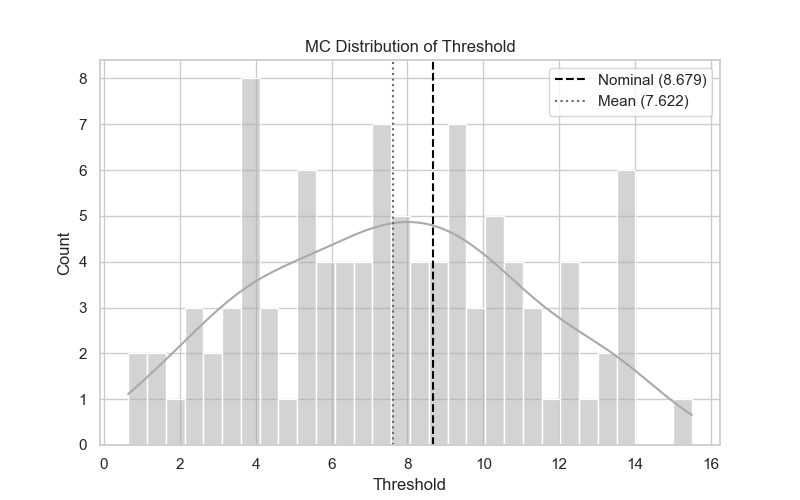 MC Distribution of Threshold
Nominal (8.679)
Mean (7.622)
Count
8
7
6
5
4
3
2
1
0
0 2 4 6 8 10 12 14 16
Threshold